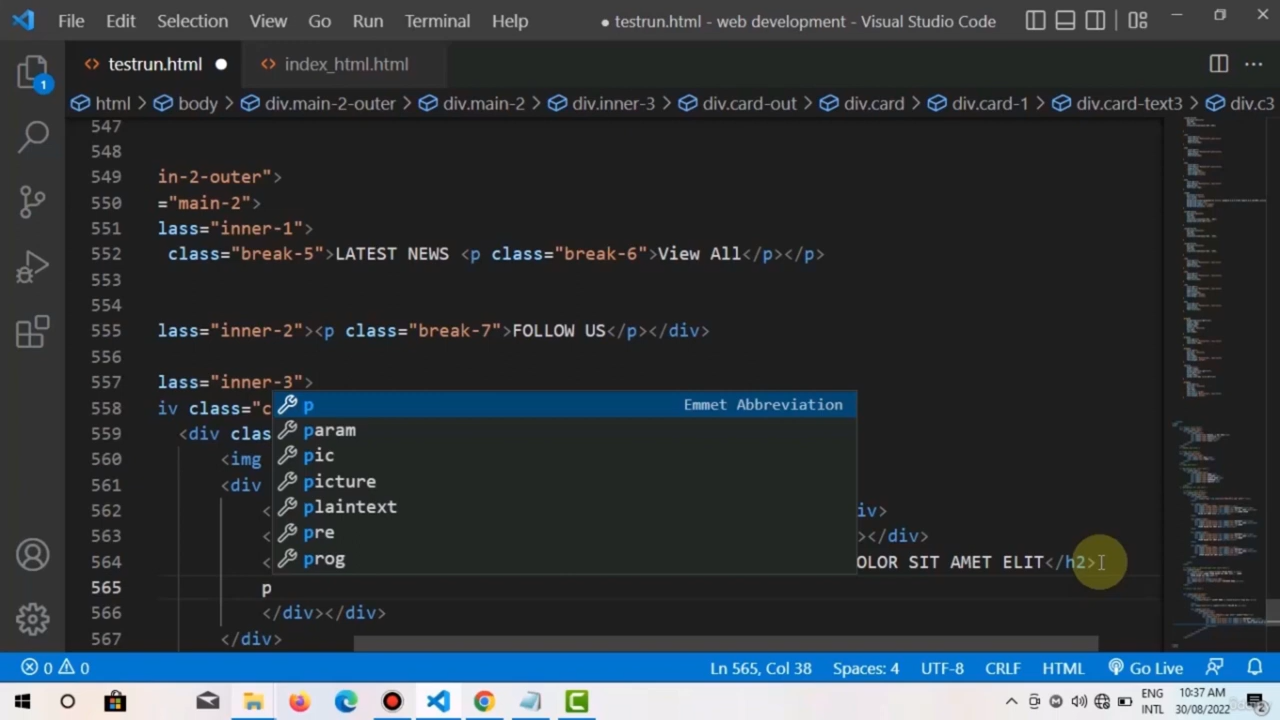 File Edit Selection View Go Run Terminal Help ● testrun.html - web development - Visual Studio Code
testrun.html ● index_html.html
html > body > div.main-2-outer > div.main-2 > div.inner-3 > div.card-out > div.card > div.card-1 > div.card-text3 > div.c3
1
547
548
549 in-2-outer">
550 ="main-2">
551 lass="inner-1">
552 class="break-5">LATEST NEWS <p class="break-6">View All</p></p>
553
554
555 lass="inner-2"><p class="break-7">FOLLOW US</p></div>
556
557 lass="inner-3">
558 iv class="c
p Emmet Abbreviation
559 <div clas
param
560 <img
pic
561 <div
picture
562 < iv>
plaintext
563 < ></div>
pre
564 < OLOR SIT AMET ELIT</h2>
prog
565 p
566 </div></div>
567 </div>
0 0 Ln 565, Col 38 Spaces: 4 UTF-8 CRLF HTML Go Live
ENG 10:37 AM
INTL 30/08/2022 2